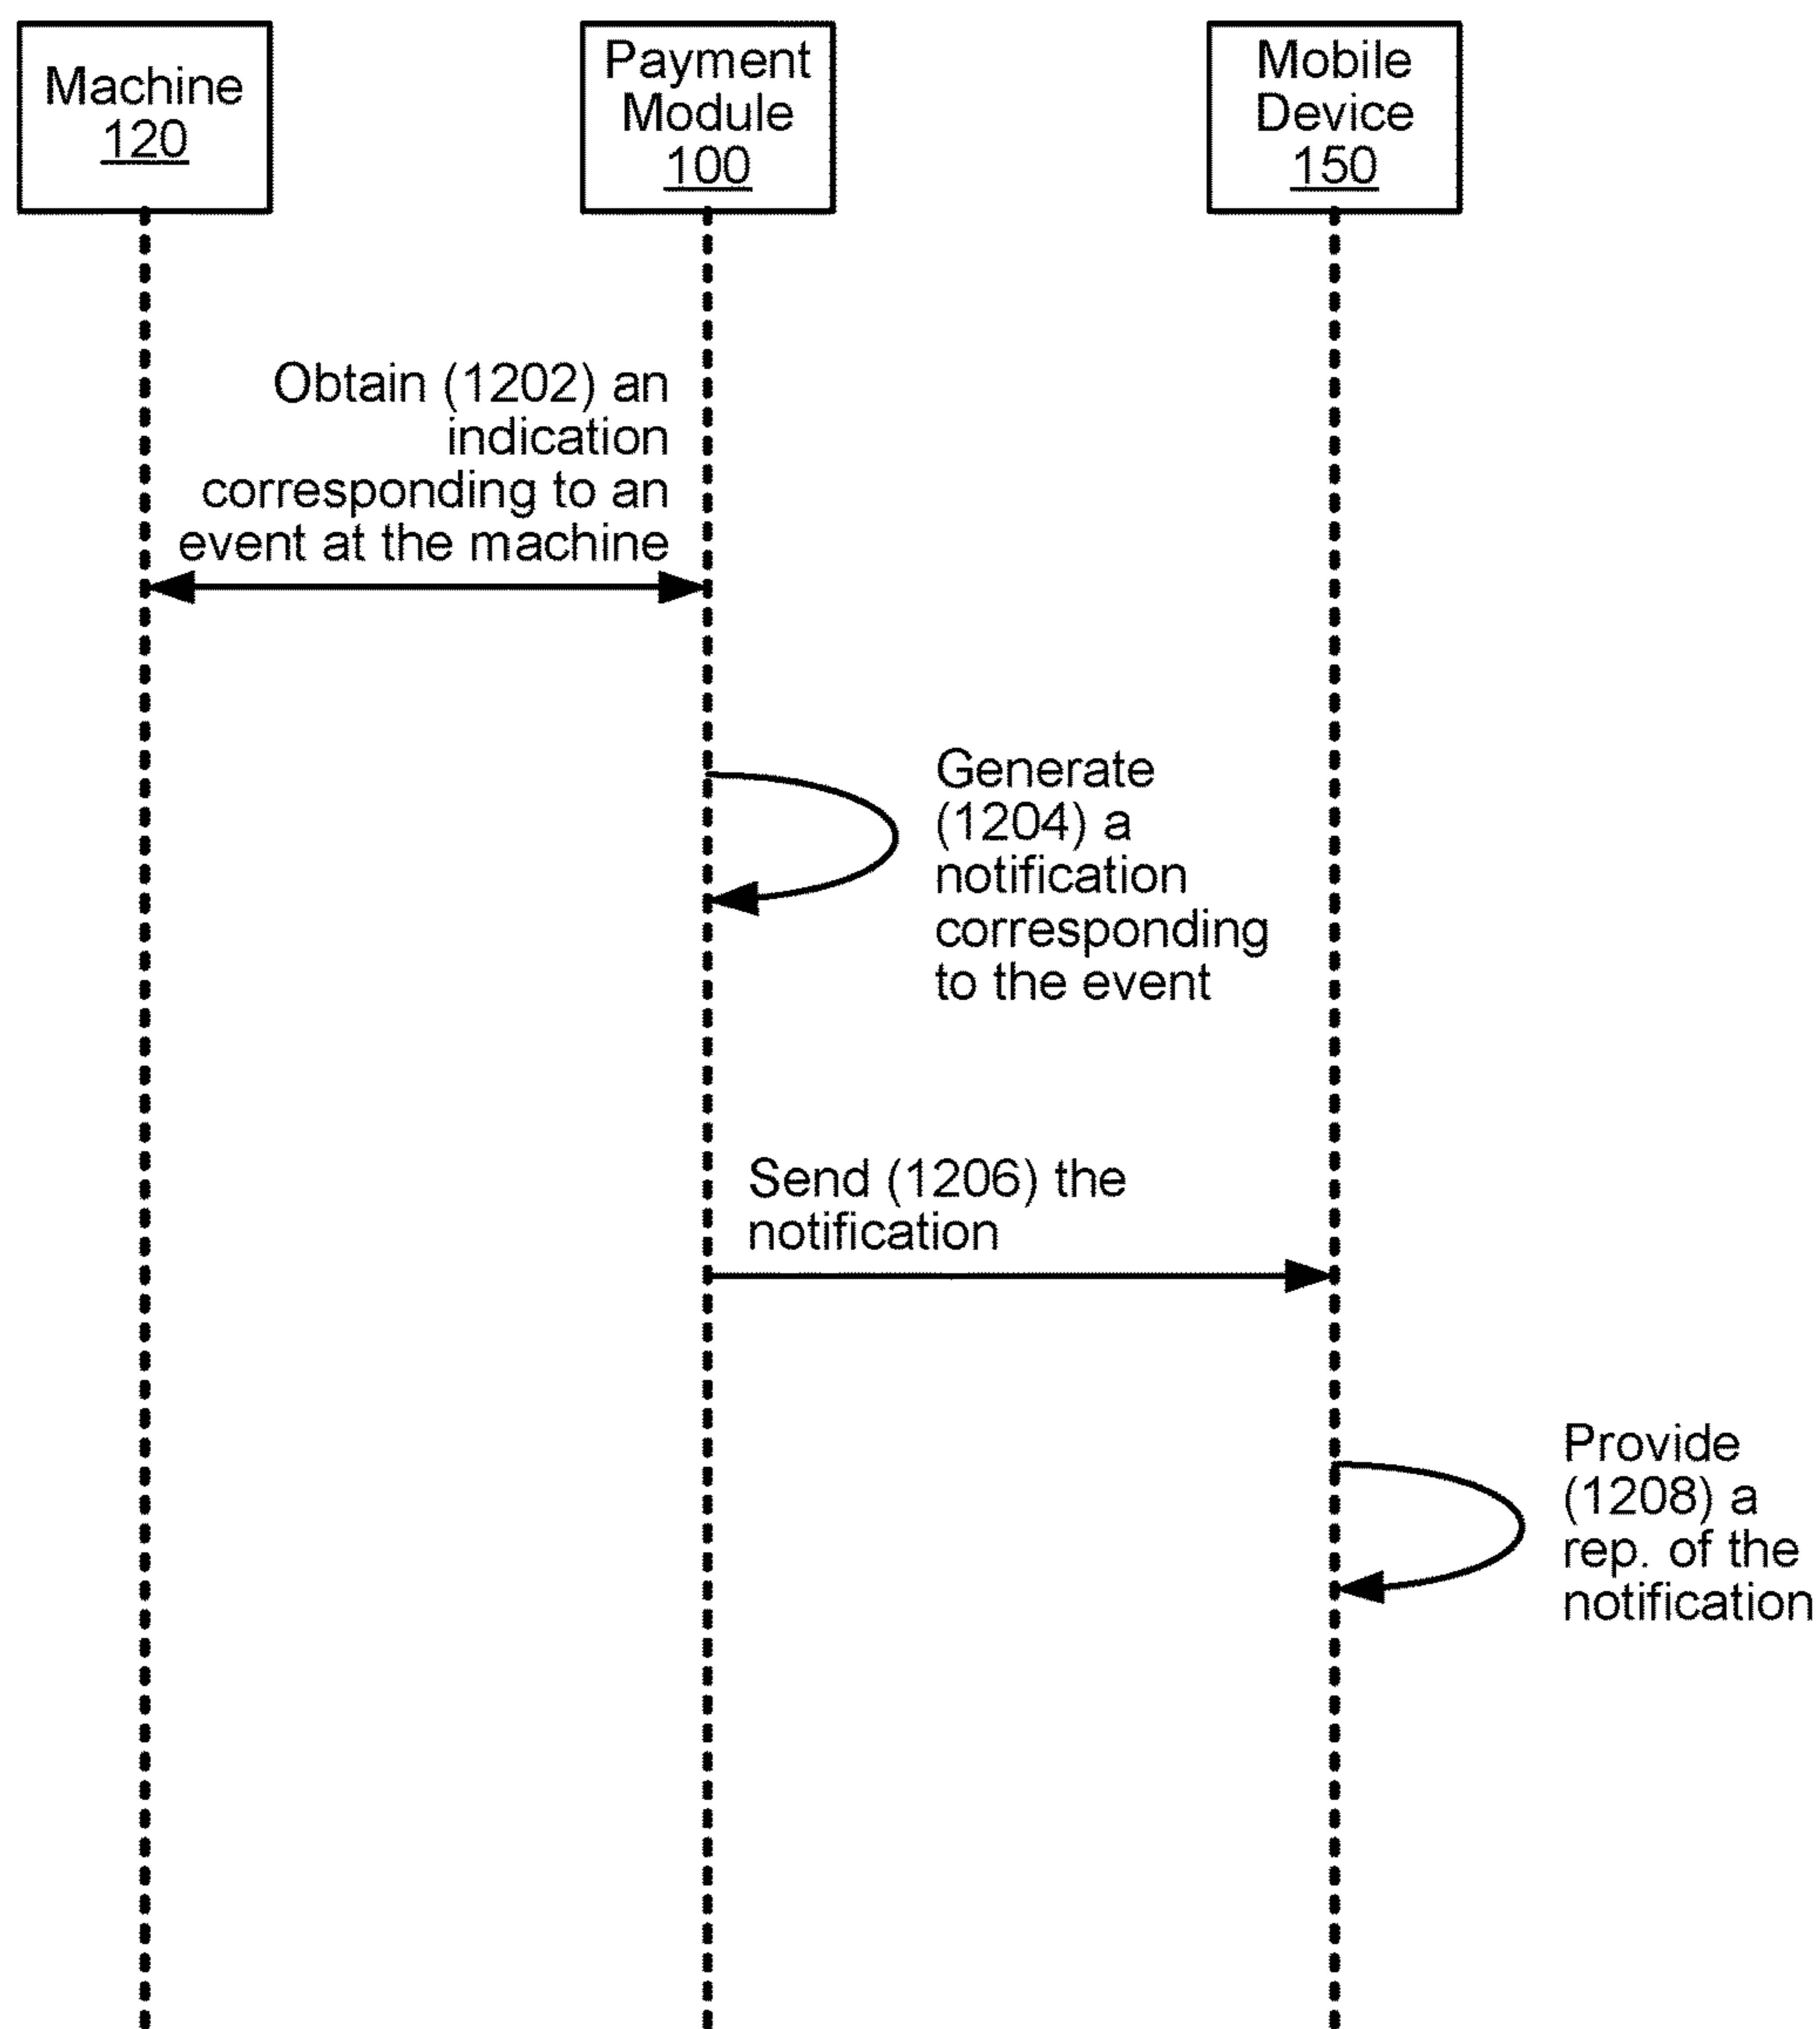 Machine
120
Payment
Module
100
Mobile
Device
150
Obtain (1202) an
indication
corresponding to an
event at the machine
Generate
(1204) a
notification
corresponding
to the event
Send (1206) the
notification
Provide
(1208) a
rep. of the
notification